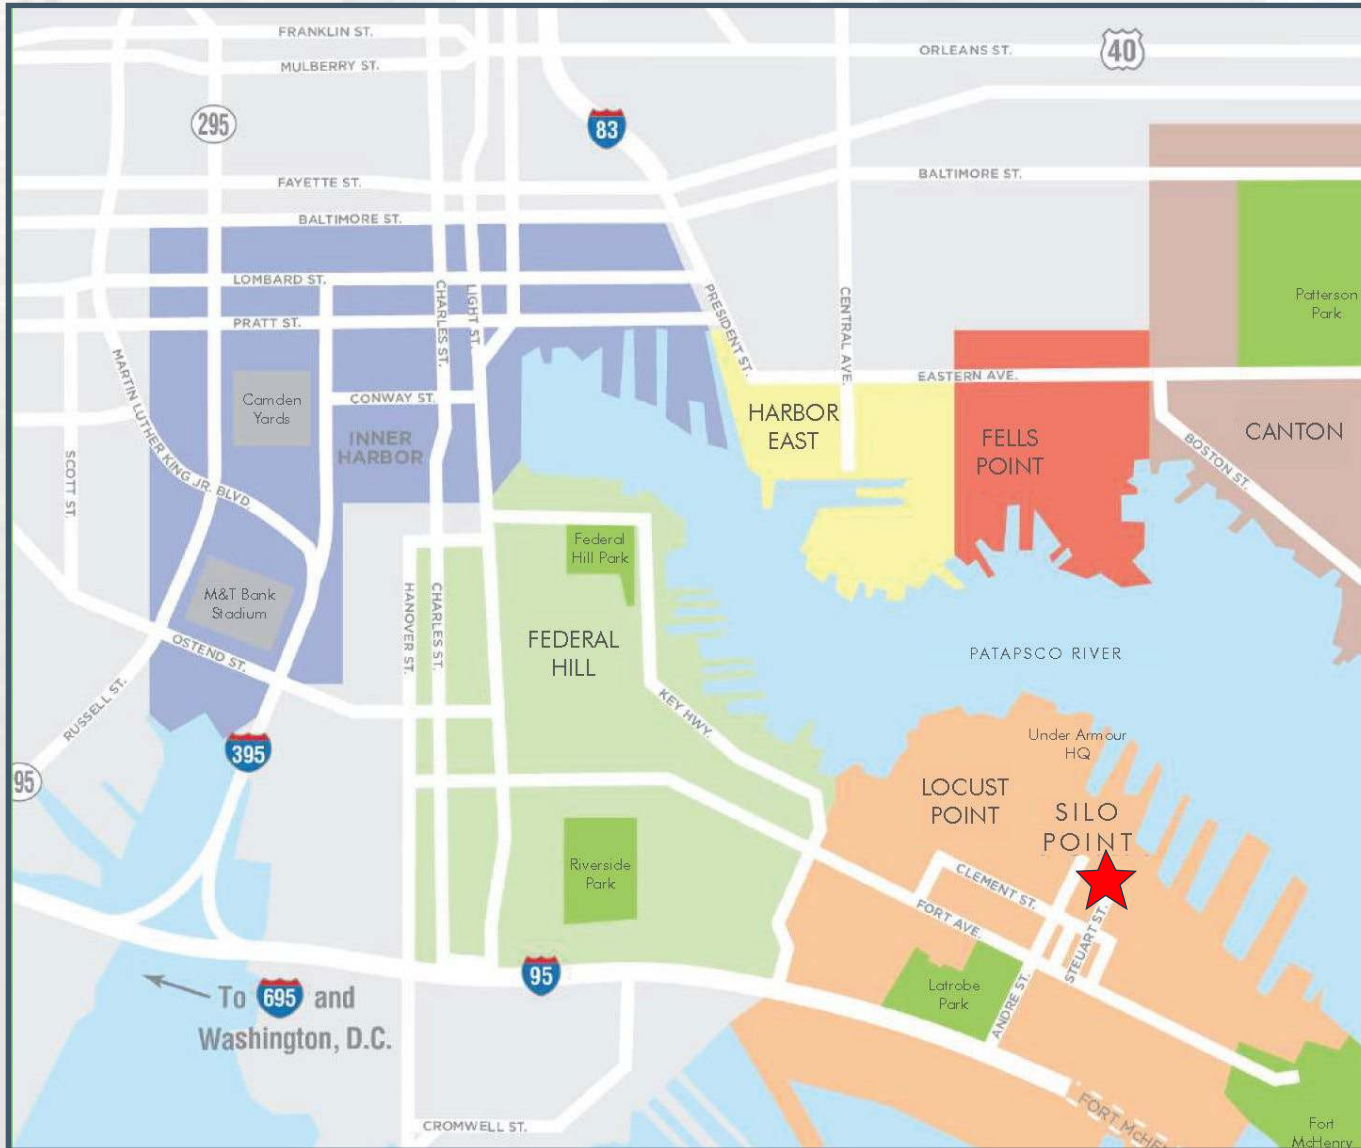 FRANKLIN ST.
MULBERRY ST.
ORLEANS ST.
40
295
83
FAYETTE ST.
BALTIMORE ST.
BALTIMORE ST.
LOMBARD ST.
PRATT ST.
CHARLES ST.
LIGHT ST.
PRESIDENT ST.
CENTRAL AVE.
Patterson
Park
MARTIN LUTHER KING JR. BLVD.
Camden
Yards
CONWAY ST.
INNER
HARBOR
HARBOR
EAST
EASTERN AVE.
FELLS
POINT
CANTON
BOSTON ST.
SCOTT ST.
Federal
Hill Park
M&T Bank
Stadium
HANOVER ST.
CHARLES ST.
FEDERAL
HILL
OSTEND ST.
RUSSELL ST.
PATAPSCO RIVER
KEY HWY.
395
95
Under Armour
HQ
LOCUST
POINT
SILO
POINT
Riverside
Park
CLEMENT ST.
FORT AVE.
STEUART ST.
ANDRE ST.
Latrobe
Park
95
To 695 and
Washington, D.C.
CROMWELL ST.
Fort
McHenry